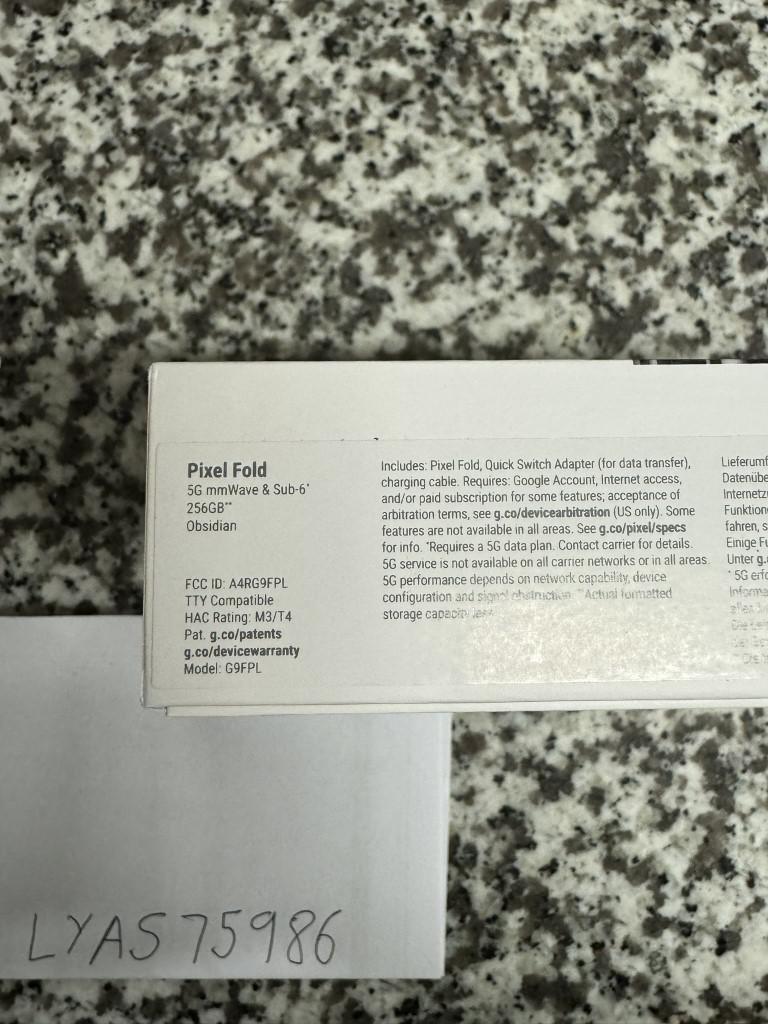 Pixel Fold
5G mmWave & Sub-6*
256GB**
Obsidian
FCC ID: A4RG9FPL
TTY Compatible
HAC Rating: M3/T4
Pat. g.co/patents
g.co/devicewarranty
Model: G9FPL
Includes: Pixel Fold, Quick Switch Adapter (for data transfer),
charging cable. Requires: Google Account, Internet access,
and/or paid subscription for some features; acceptance of
arbitration terms, see g.co/devicearbitration (US only). Some
features are not available in all areas. See g.co/pixel/specs
for info. *Requires a 5G data plan. Contact carrier for details.
5G service is not available on all carrier networks or in all areas.
5G performance depends on network capability, device
configuration and signal obstruction. **Actual formatted
storage capacity less.
Lieferumf
Datenübe
Internetz
Funktion
fahren, s
Einige Fu
Unter g.
* 5G erfo
Informa
LYAS75986